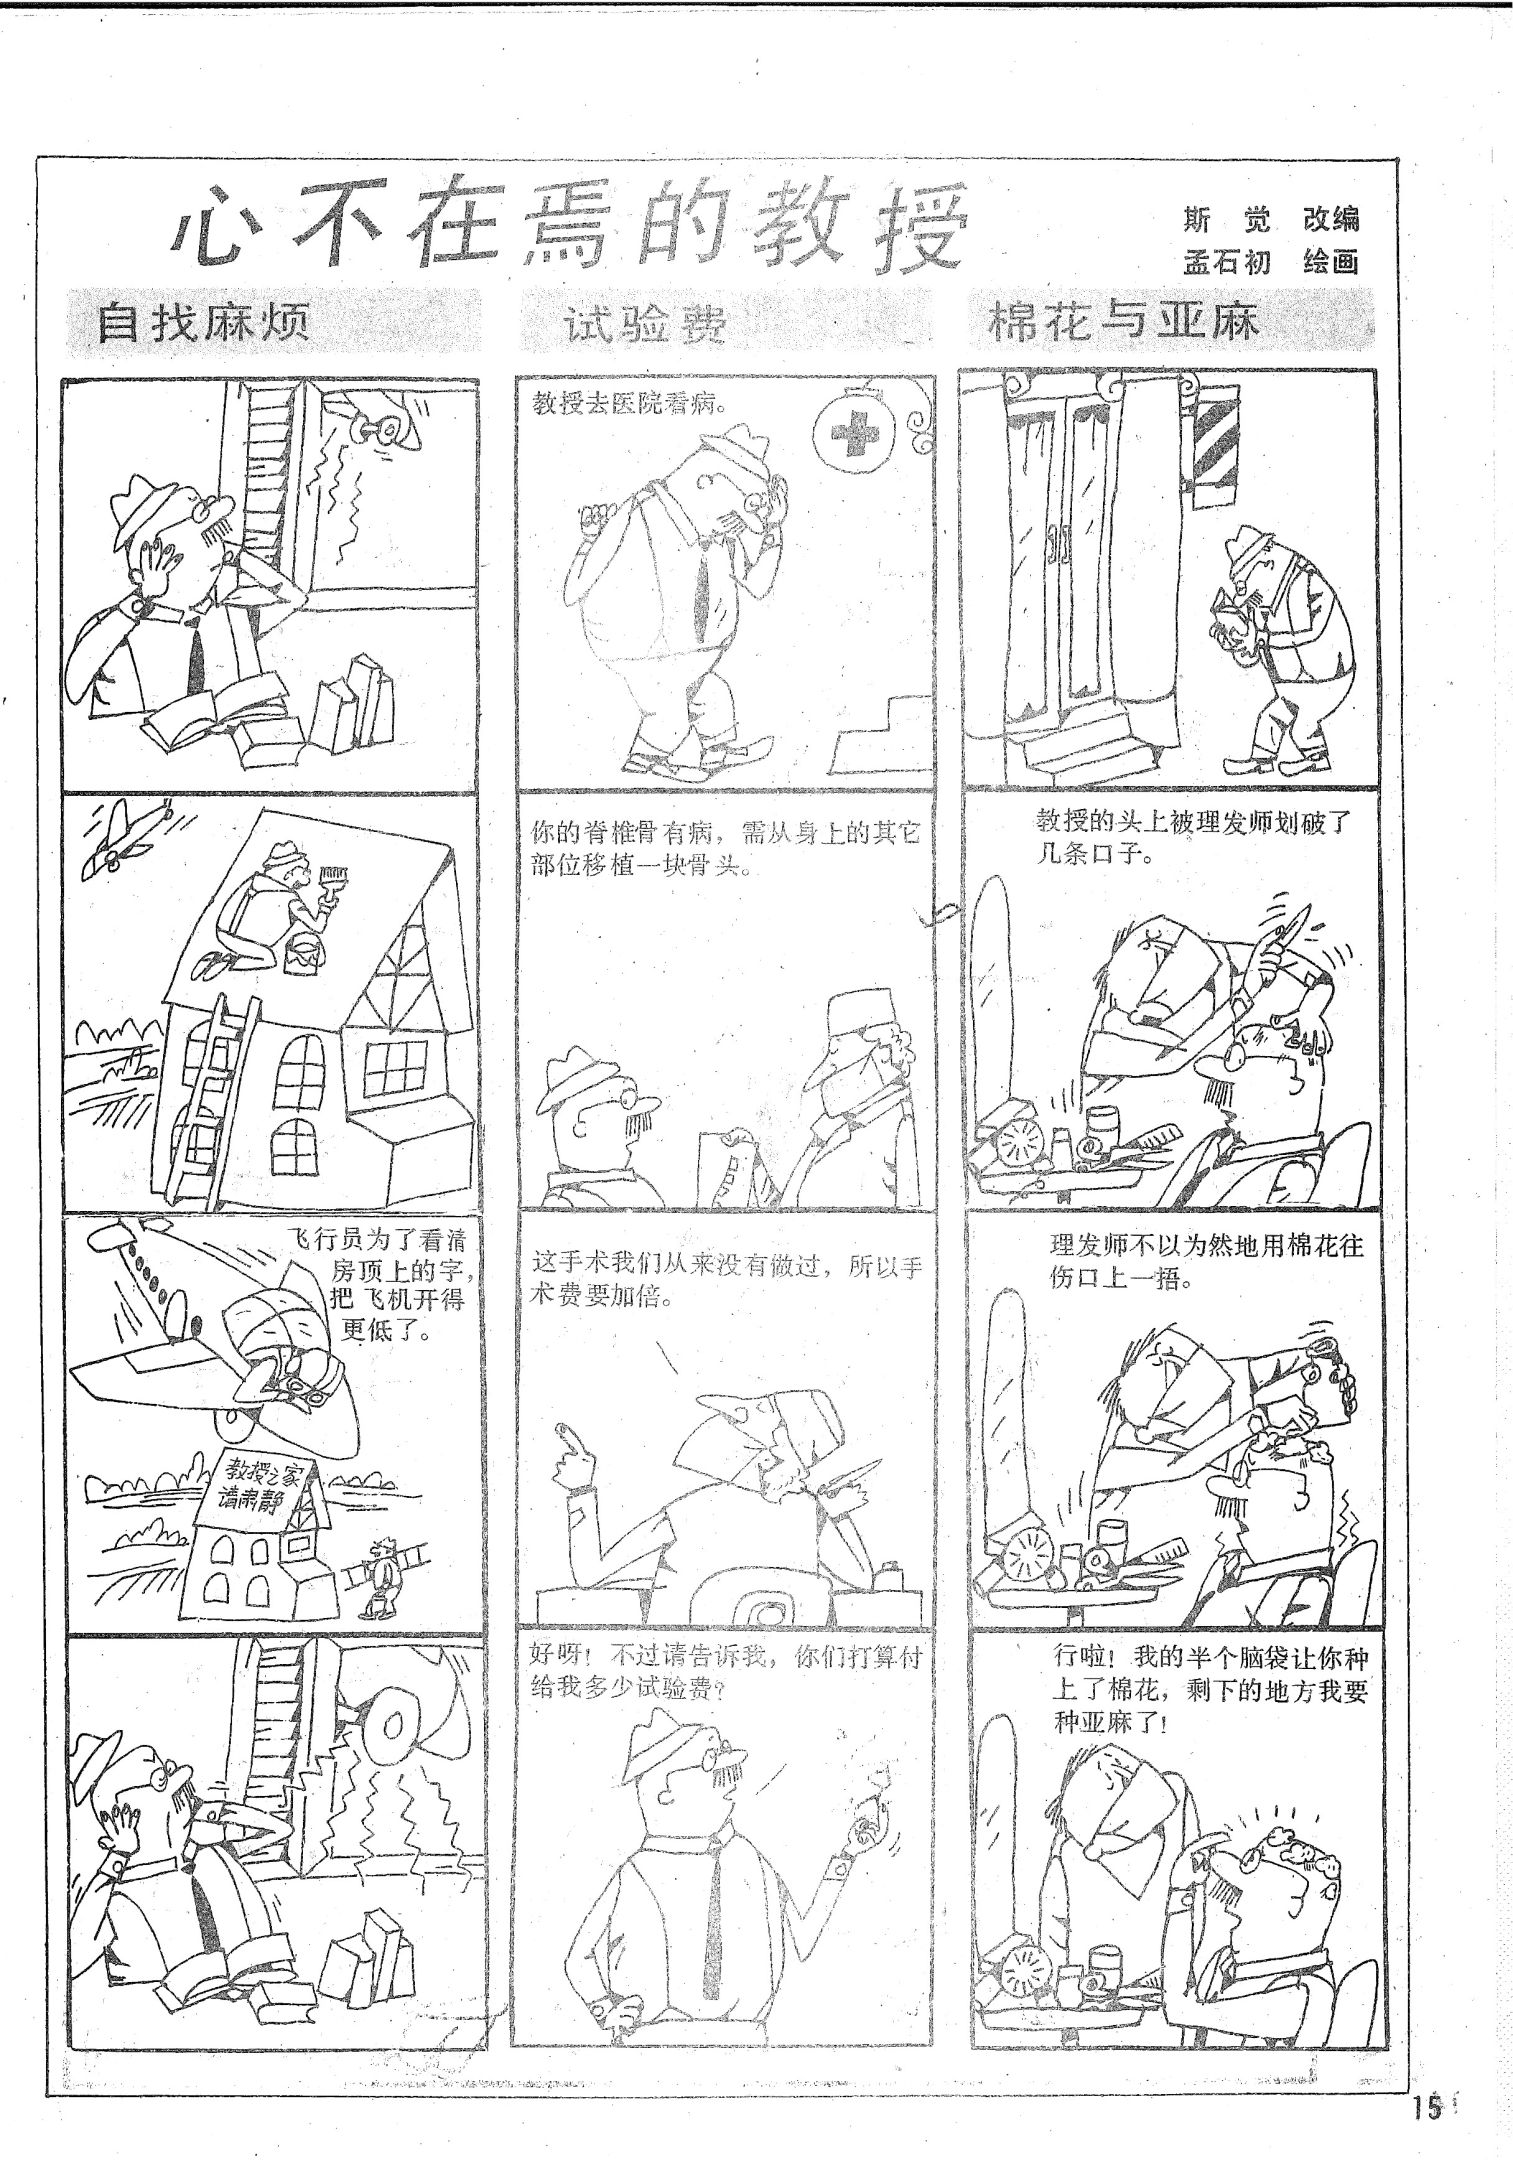 心不在焉的教授
斯 觉 改编
孟石初 绘画
自找麻烦
飞行员为了看清
房顶上的字，
把飞机开得
更低了。
教授之家
请肃静
试验费
教授去医院看病。
你的脊椎骨有病，需从身上的其它
部位移植一块骨头。
这手术我们从来没有做过，所以手
术费要加倍。
好呀！不过请告诉我，你们打算付
给我多少试验费？
棉花与亚麻
教授的头上被理发师划破了
几条口子。
理发师不以为然地用棉花往
伤口上一捂。
行啦！我的半个脑袋让你种
上了棉花，剩下的地方我要
种亚麻了！
15